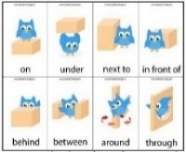 on under next to in front of
behind between around through